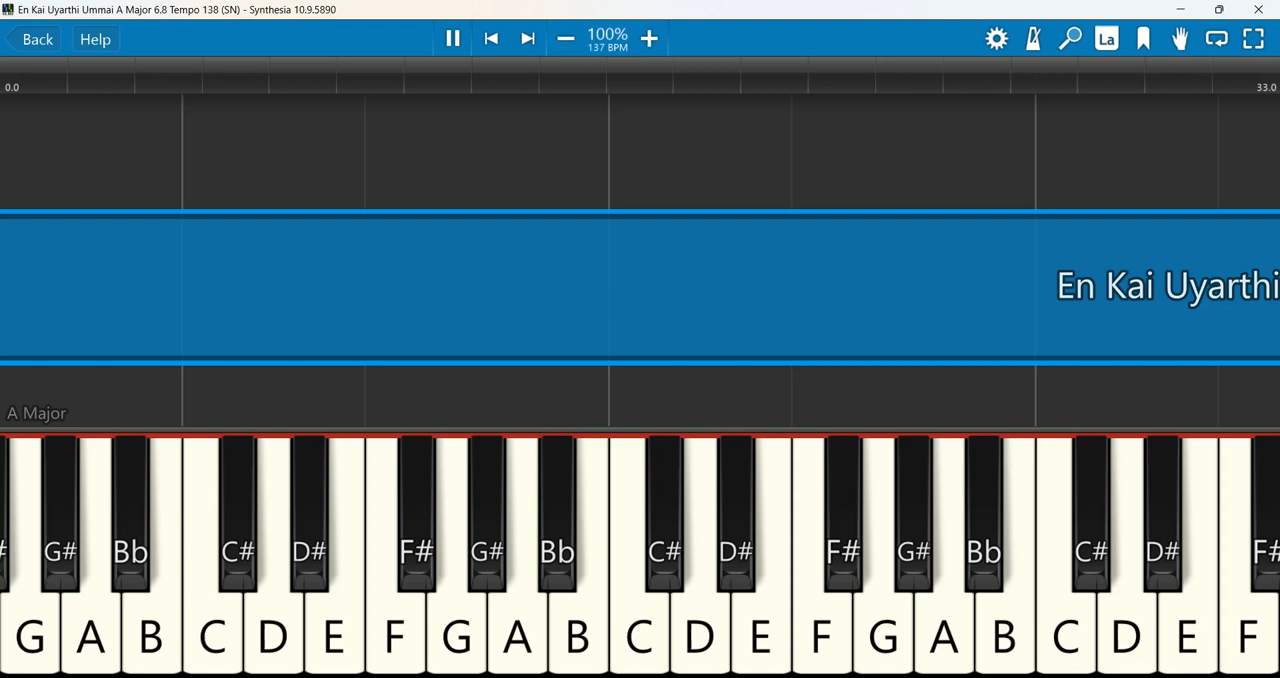 En Kai Uyarthi Ummai A Major 6.8 Tempo 138 (SN) - Synthesia 10.9.5890
Back Help 100% La
137 BPM
0.0 33.0
En Kai Uyarthi
A Major
# G# Bb C# D# F# G# Bb C# D# F# G# Bb C# D# F#
G A B C D E F G A B C D E F G A B C D E F